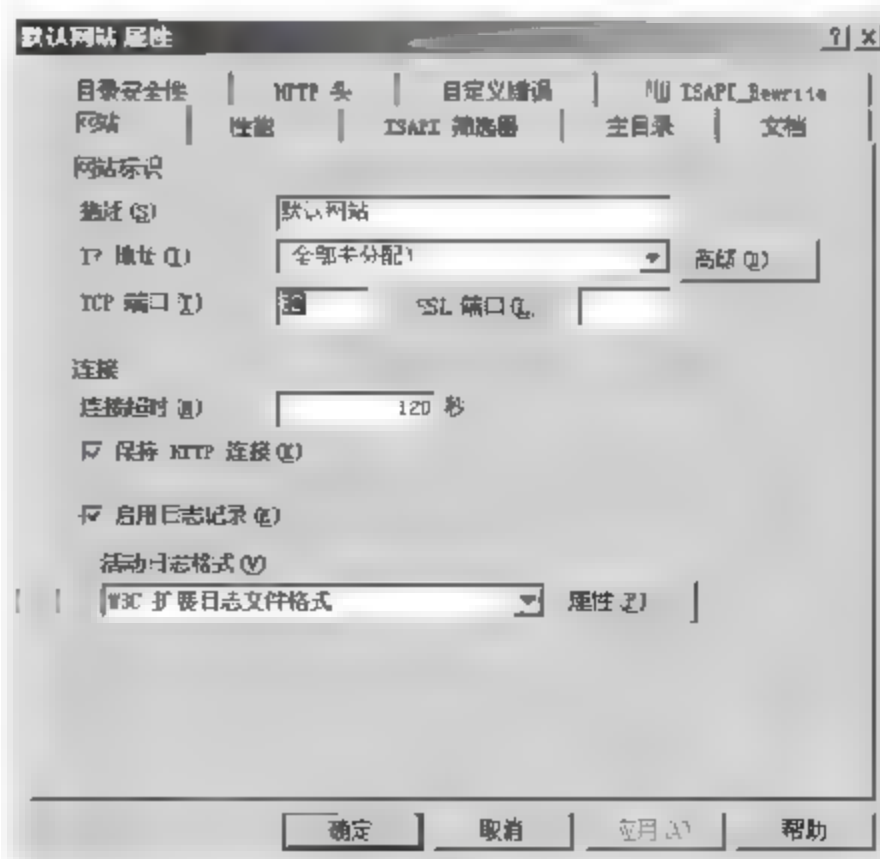 默认网站 属性 ? ×
目录安全性 HTTP 头 自定义错误 ISAPI_Rewrite
网站 性能 ISAPI 筛选器 主目录 文档
网站标识
描述(S) 默认网站
IP 地址(I) 全部未分配) 高级(D)
TCP 端口(T) SSL 端口(L)
连接
连接超时(N) 120 秒
保持 HTTP 连接(K)
启用日志记录(E)
活动日志格式(V)
W3C 扩展日志文件格式 属性(P)
确定 取消 应用(A) 帮助